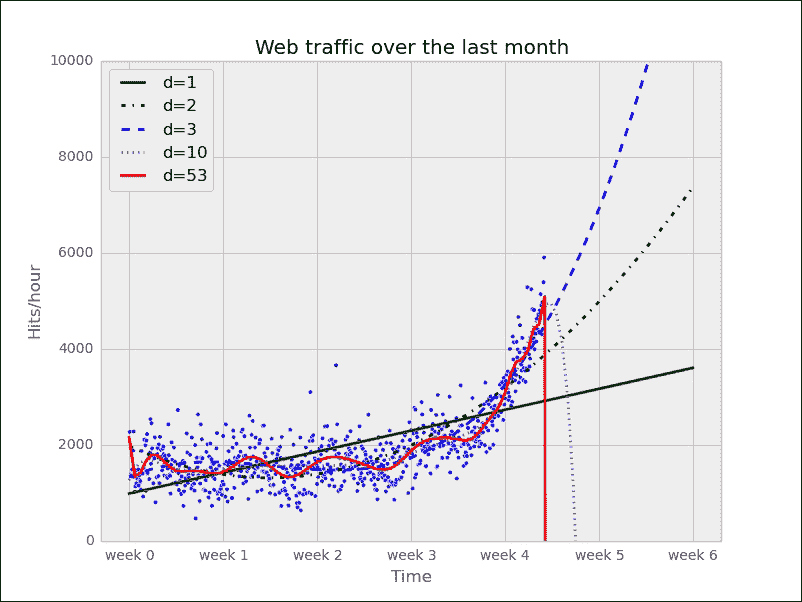 Web traffic over the last month
10000
8000
6000
4000
2000
0
Hits/hour
d=1
d=2
d=3
d=10
d=53
week 0 week 1 week 2 week 3 week 4 week 5 week 6
Time